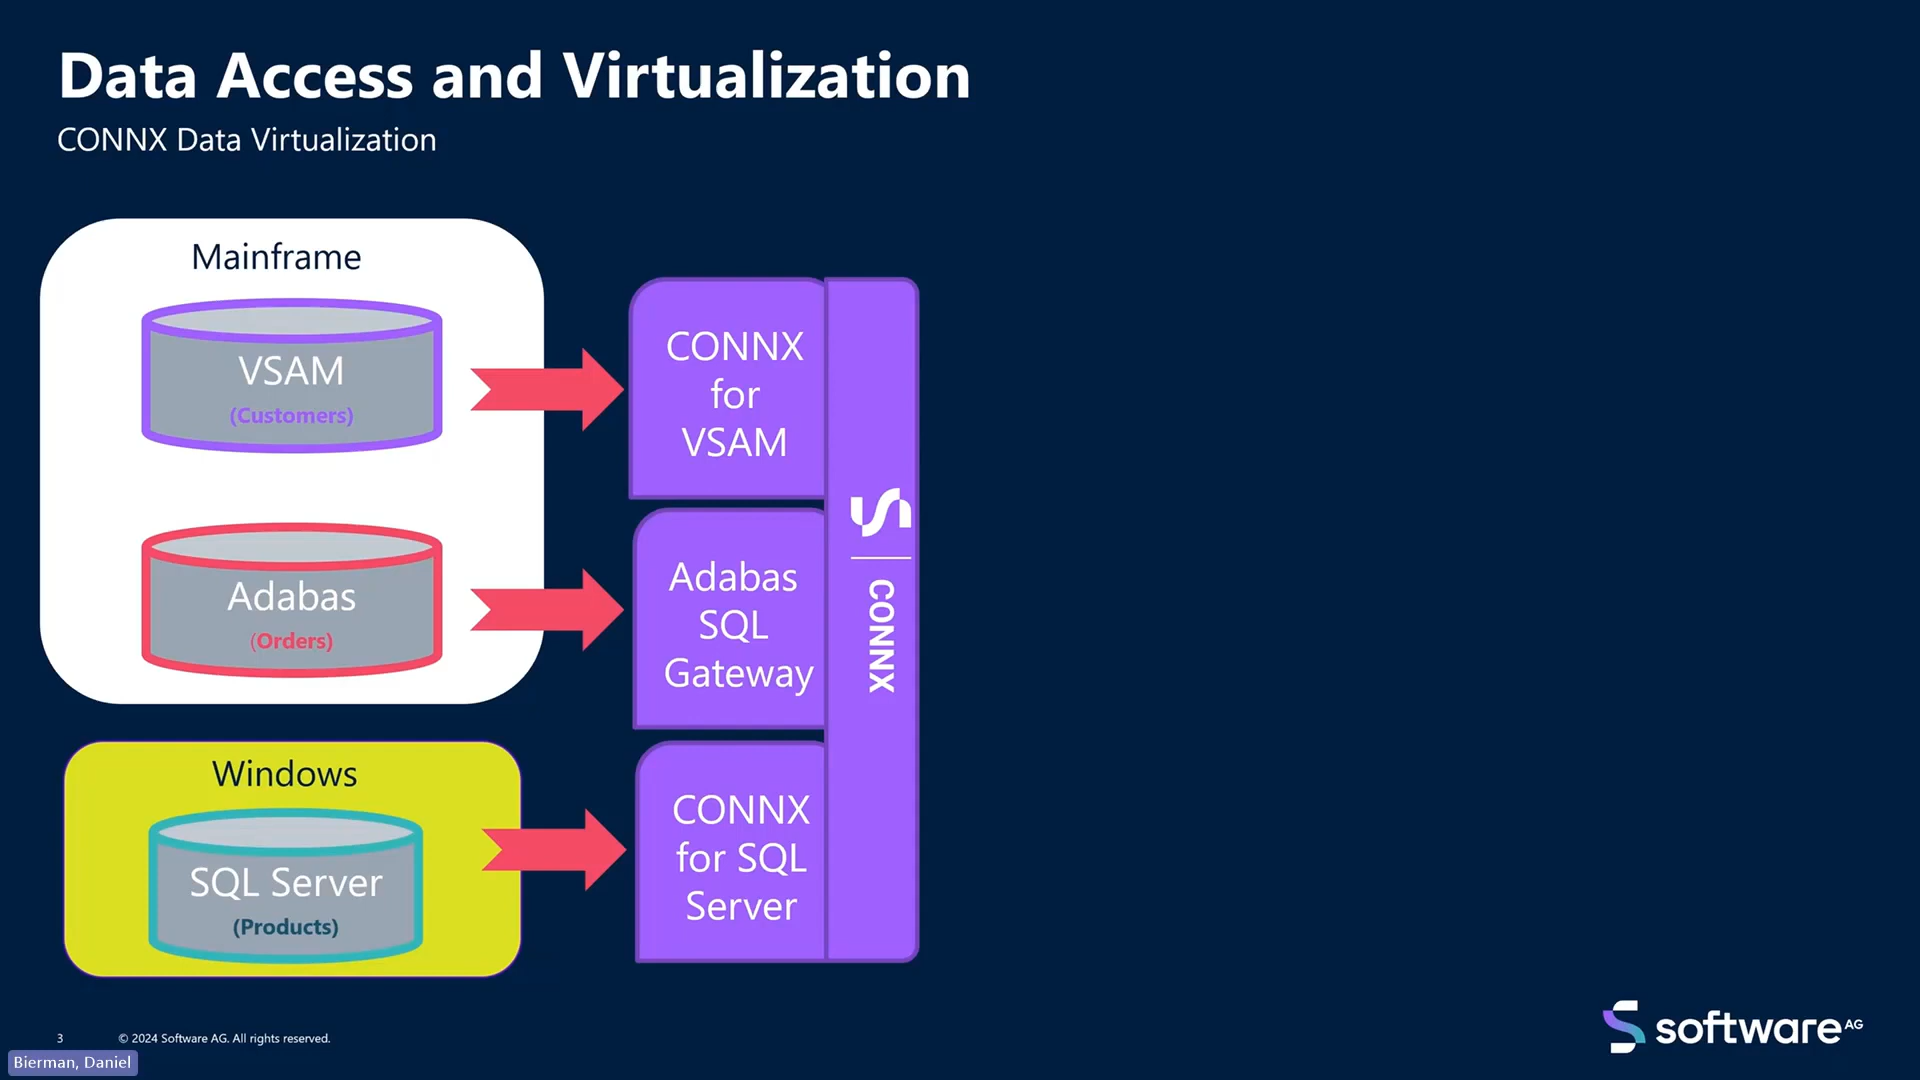 Data Access and Virtualization
CONNX Data Virtualization
Mainframe
VSAM
(Customers)
Adabas
(Orders)
Windows
SQL Server
(Products)
CONNX
for
VSAM
Adabas
SQL
Gateway
CONNX
for SQL
Server
CONNX
3
© 2024 Software AG. All rights reserved.
Bierman, Daniel
software AG